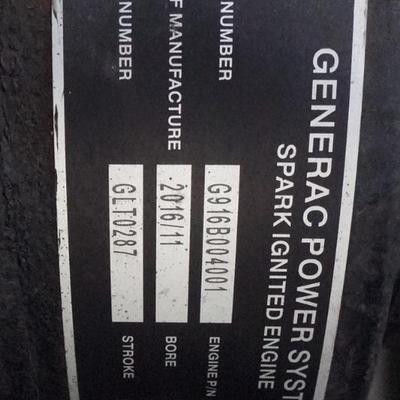 GENERAC POWER SYST
SPARK IGNITED ENGINE
NUMBER G916B004001 ENGINE P/N
F MANUFACTURE 2016/11 BORE
NUMBER GLT0287 STROKE